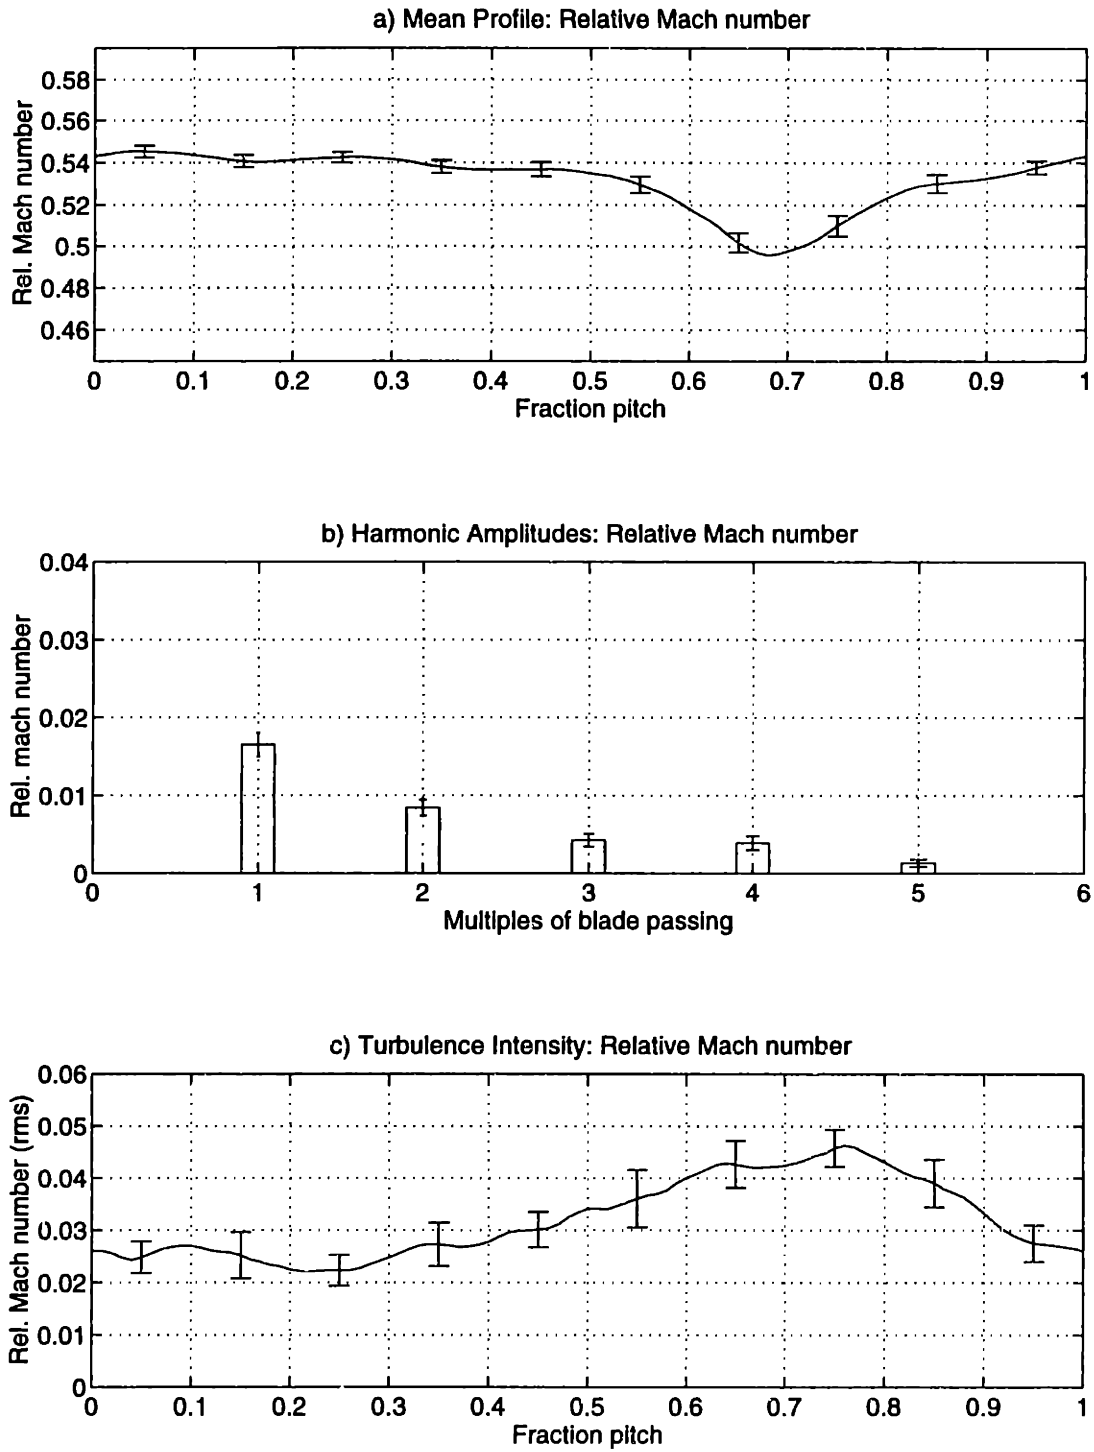 a) Mean Profile: Relative Mach number
Rel. Mach number
0.58
0.56
0.54
0.52
0.5
0.48
0.46
0 0.1 0.2 0.3 0.4 0.5 0.6 0.7 0.8 0.9 1
Fraction pitch
b) Harmonic Amplitudes: Relative Mach number
Rel. mach number
0.04
0.03
0.02
0.01
0
0 1 2 3 4 5 6
Multiples of blade passing
c) Turbulence Intensity: Relative Mach number
Rel. Mach number (rms)
0.06
0.05
0.04
0.03
0.02
0.01
0
0 0.1 0.2 0.3 0.4 0.5 0.6 0.7 0.8 0.9 1
Fraction pitch